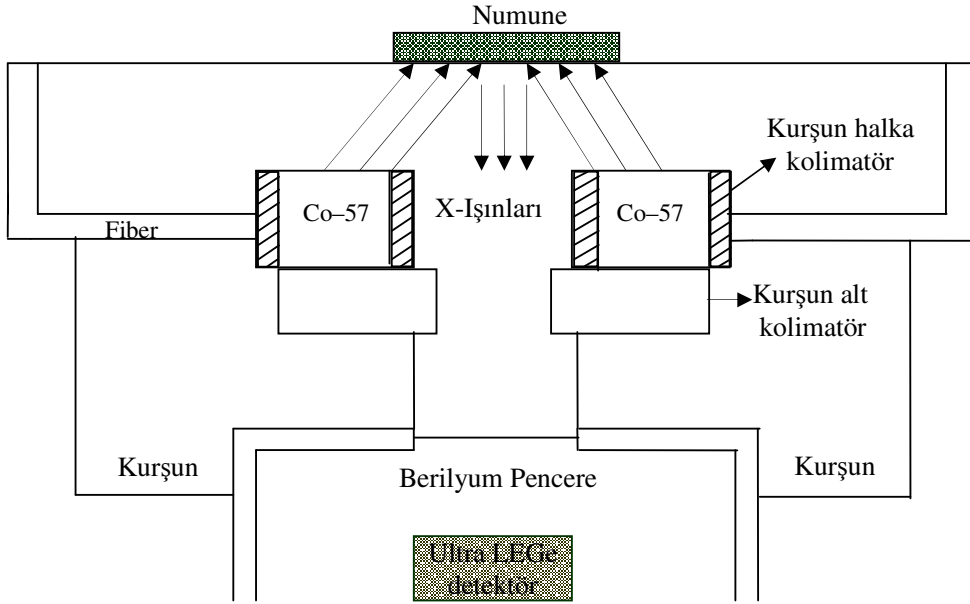 Numune
Kurşun halka
kolimatör
Co–57
X-Işınları
Co–57
Fiber
Kurşun alt
kolimatör
Kurşun
Kurşun
Berilyum Pencere
Ultra LEGe
detektör